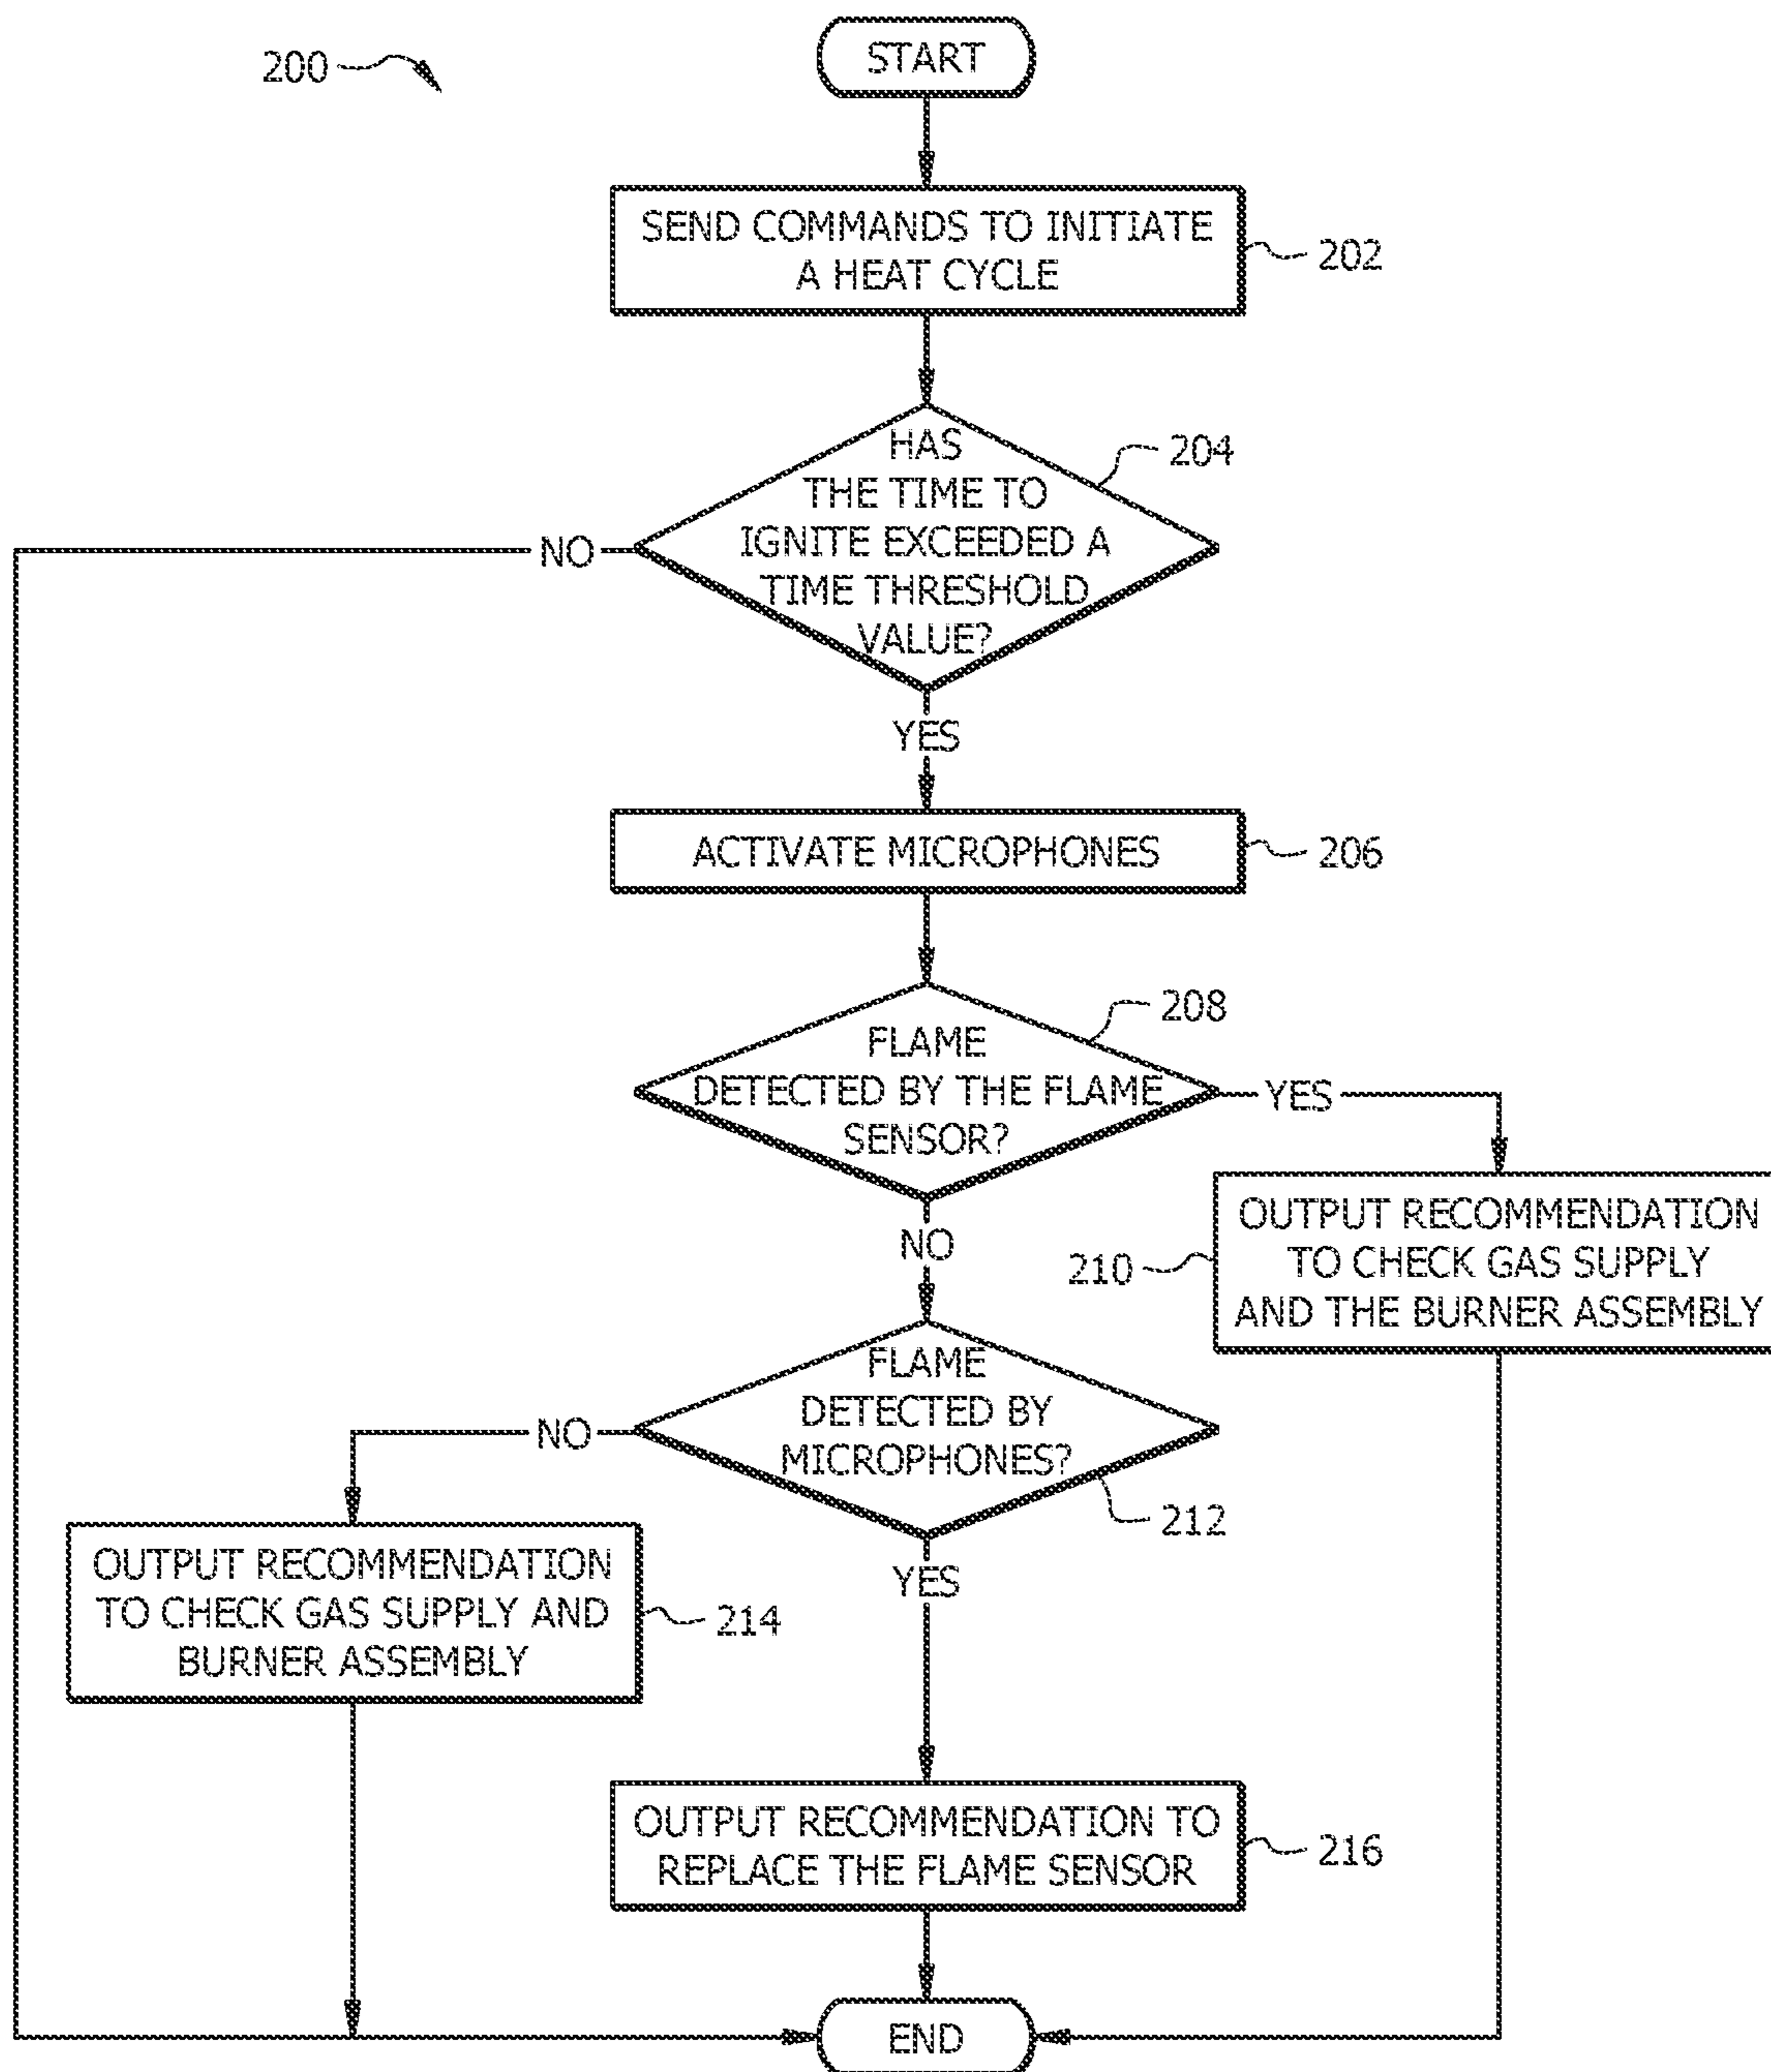 200
START
SEND COMMANDS TO INITIATE
A HEAT CYCLE
202
HAS
THE TIME TO
IGNITE EXCEEDED A
TIME THRESHOLD
VALUE?
204
NO
YES
ACTIVATE MICROPHONES
206
FLAME
DETECTED BY THE FLAME
SENSOR?
208
YES
NO
OUTPUT RECOMMENDATION
TO CHECK GAS SUPPLY
AND THE BURNER ASSEMBLY
210
FLAME
DETECTED BY
MICROPHONES?
212
NO
YES
OUTPUT RECOMMENDATION
TO CHECK GAS SUPPLY AND
BURNER ASSEMBLY
214
OUTPUT RECOMMENDATION TO
REPLACE THE FLAME SENSOR
216
END